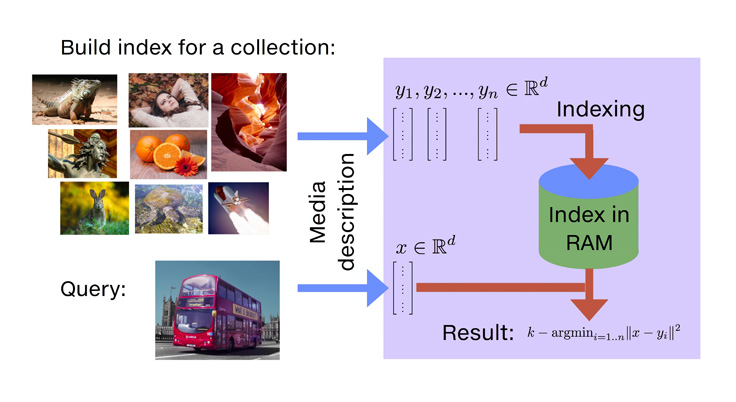 Build index for a collection:
y₁, y₂, ..., yₙ ∈ ℝᵈ
Indexing
Media
description
Index in
RAM
x ∈ ℝᵈ
Query:
Result: k − argminᵢ₌₁..ₙ‖x − yᵢ‖²